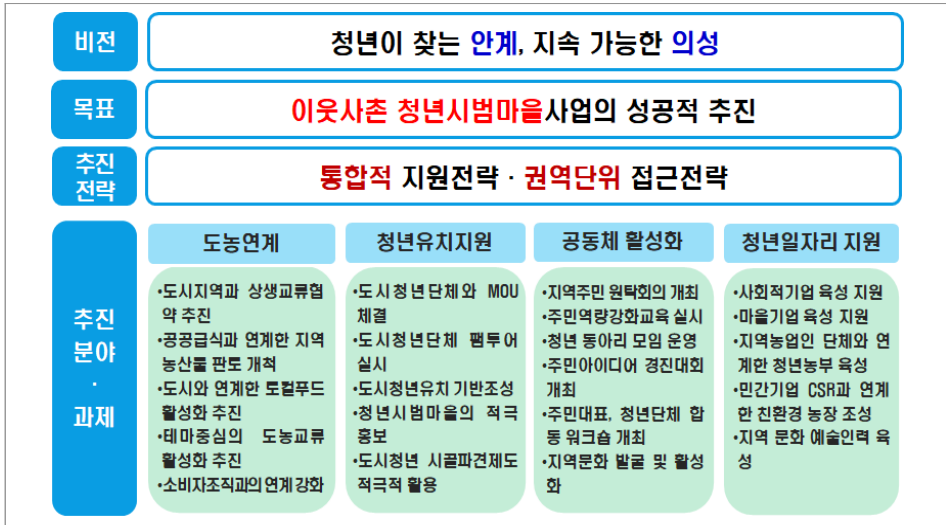 비전
청년이 찾는 안계, 지속 가능한 의성
목표
이웃사촌 청년시범마을사업의 성공적 추진
추진
전략
통합적 지원전략 · 권역단위 접근전략
추진
분야
·
과제
도농연계
•도시지역과 상생교류협
약 추진
•공공급식과 연계한 지역
농산물 판로 개척
•도시와 연계한 로컬푸드
활성화 추진
•테마중심의 도농교류
활성화 추진
•소비자조직과의 연계 강화
청년유치지원
•도시청년단체와 MOU
체결
•도시청년단체 팸투어
실시
•도시청년유치 기반조성
•청년시범마을의 적극
홍보
•도시청년 시골파견제도
적극적 활용
공동체 활성화
•지역주민 원탁회의 개최
•주민역량강화교육 실시
•청년 동아리 모임 운영
•주민아이디어 경진대회
개최
•주민대표, 청년단체 합
동 워크숍 개최
•지역문화 발굴 및 활성
화
청년일자리 지원
•사회적기업 육성 지원
•마을기업 육성 지원
•지역농업인 단체와 연
계한 청년농부 육성
•민간기업 CSR과 연계
한 친환경 농장 조성
•지역 문화 예술인력 육
성